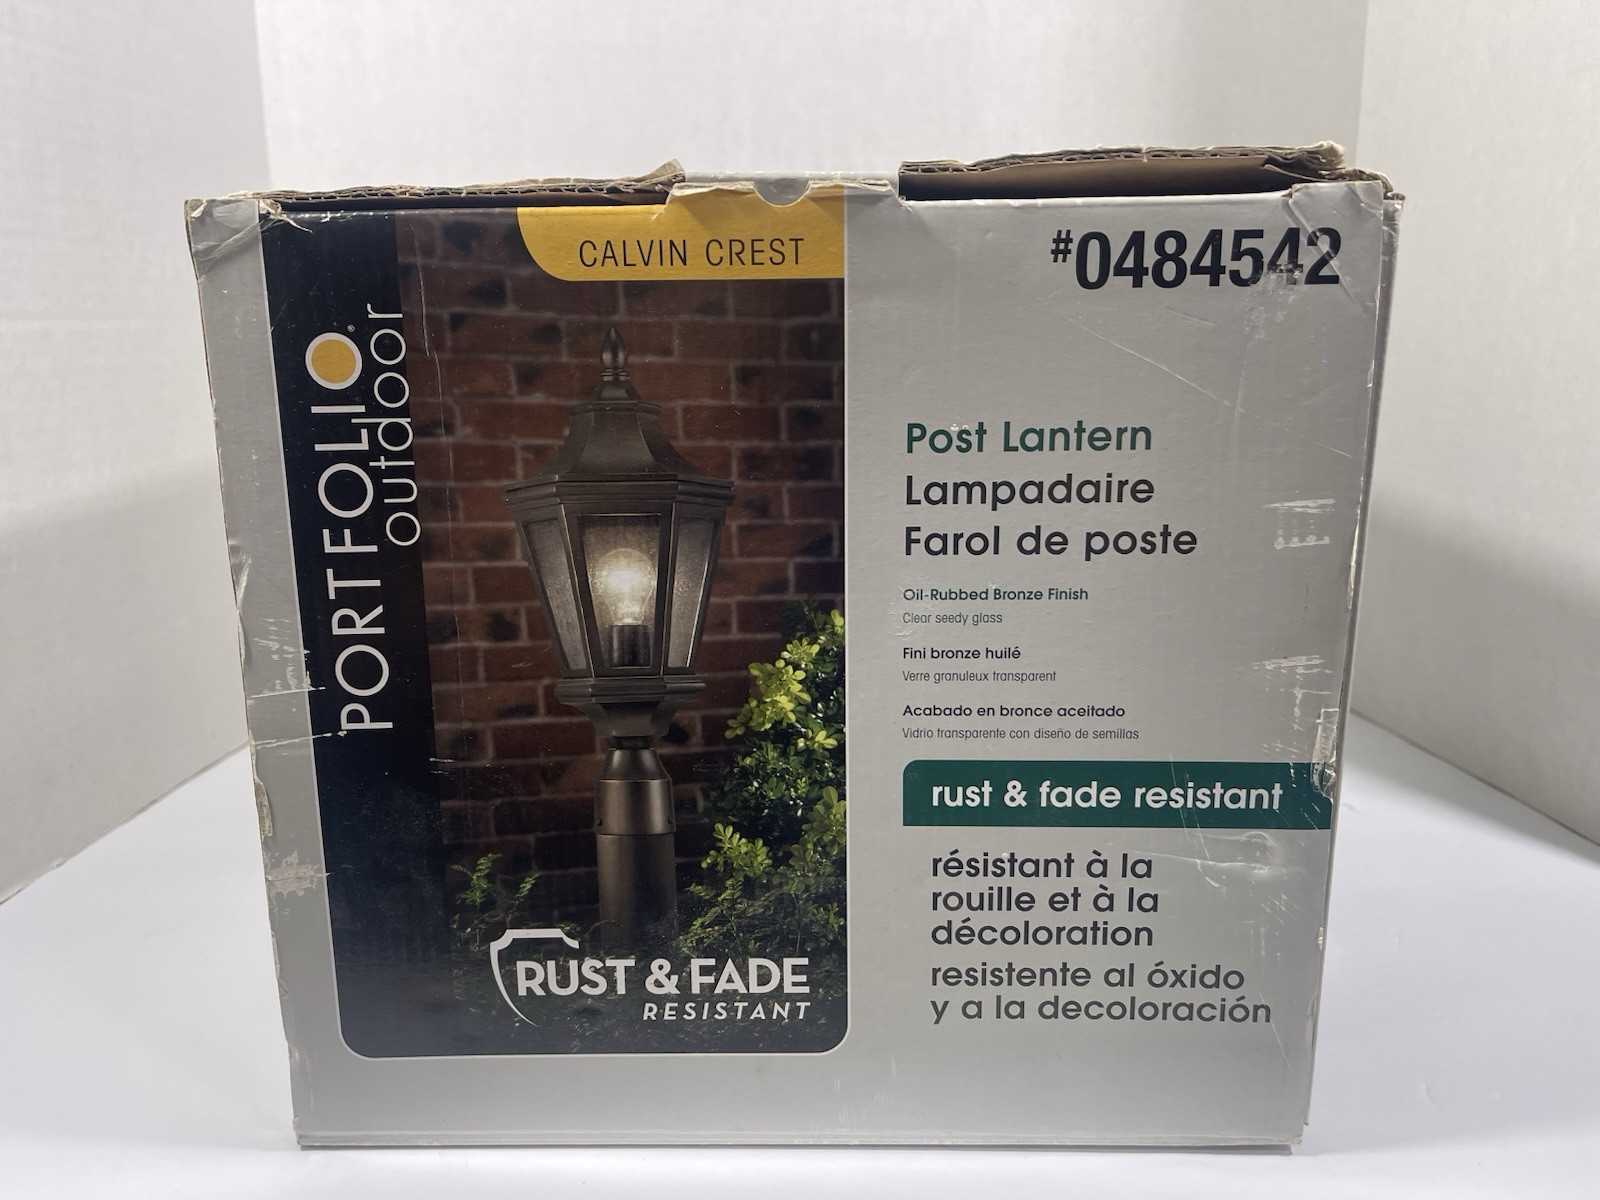 CALVIN CREST
#0484542
PORTFOLIO®
outdoor
Post Lantern
Lampadaire
Farol de poste
Oil-Rubbed Bronze Finish
Clear seedy glass
Fini bronze huilé
Verre granuleux transparent
Acabado en bronce aceitado
Vidrio transparente con diseño de semillas
rust & fade resistant
résistant à la
rouille et à la
décoloration
resistente al óxido
y a la decoloración
RUST & FADE
RESISTANT